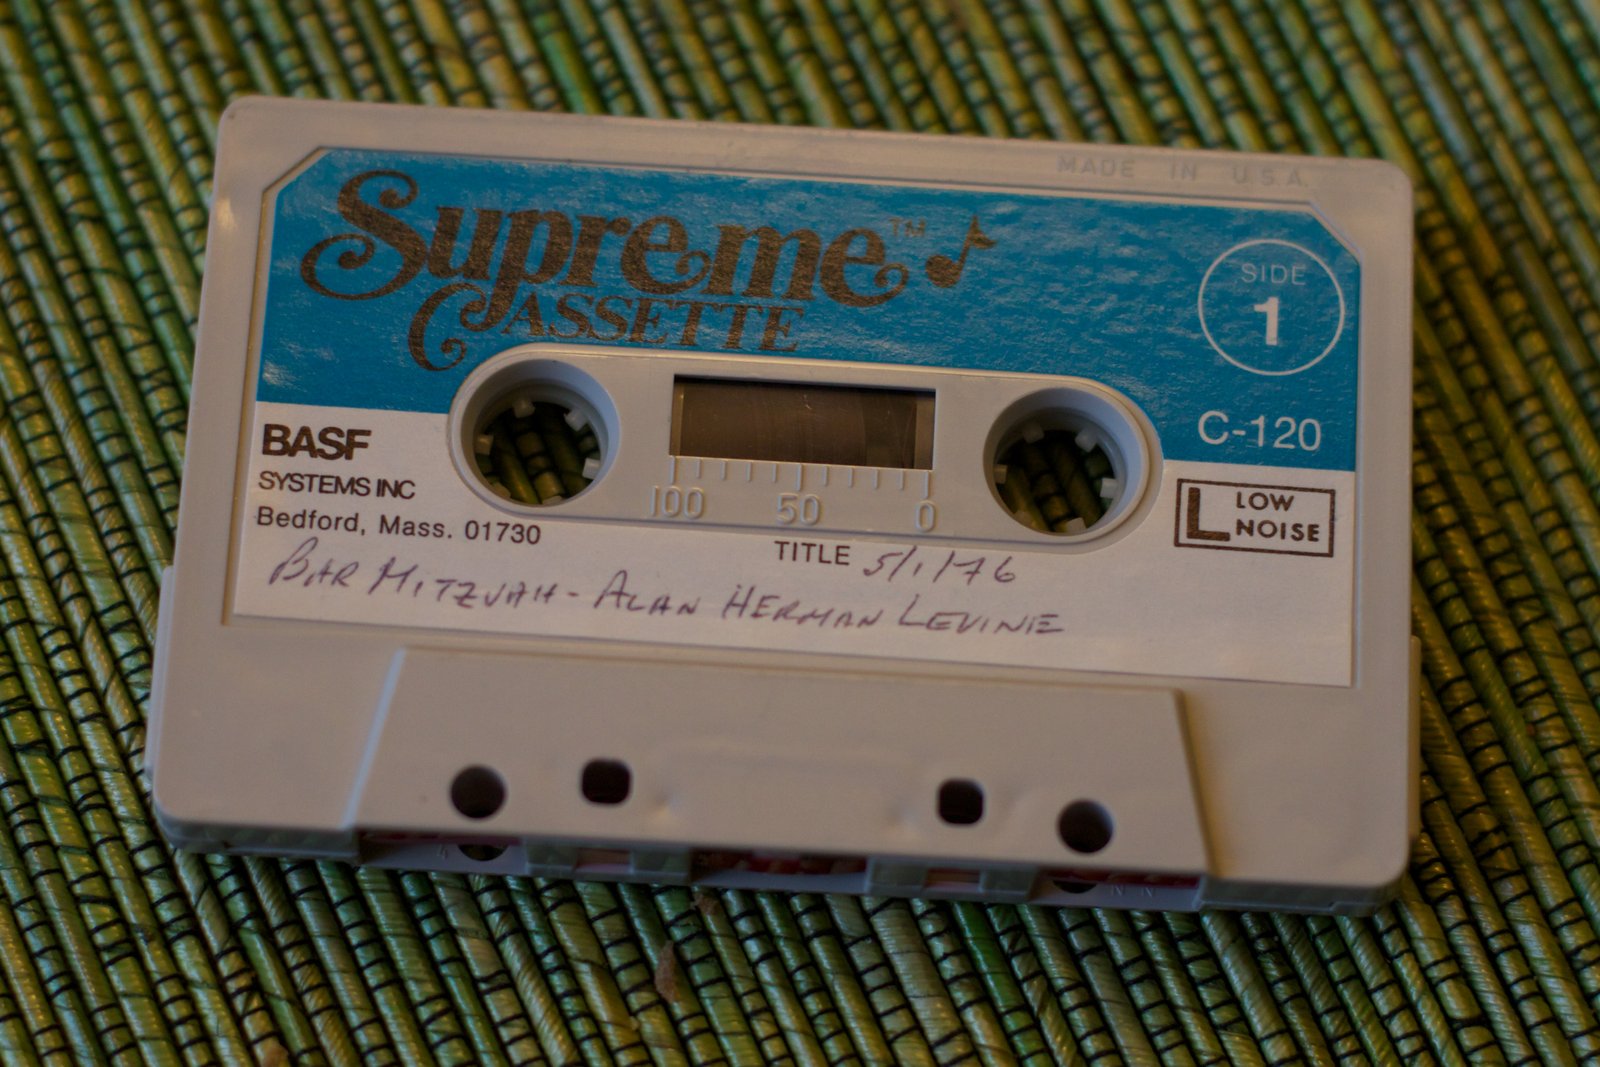 MADE IN U.S.A.
Supreme™
CASSETTE
SIDE
1
C-120
BASF
SYSTEMS INC
Bedford, Mass. 01730
100 50 0
L LOW
NOISE
TITLE 5/1/76
BAR MITZVAH - ALAN HERMAN LEVINE